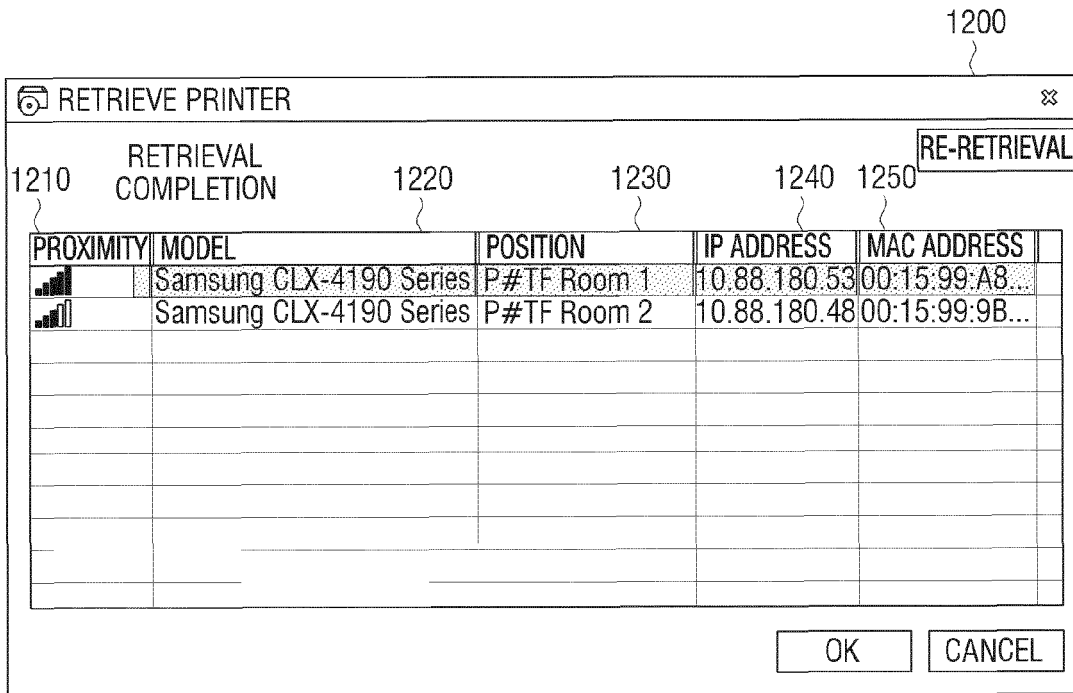 1200
RETRIEVE PRINTER
RE-RETRIEVAL
RETRIEVAL
COMPLETION
1210 1220 1230 1240 1250
PROXIMITY MODEL POSITION IP ADDRESS MAC ADDRESS
Samsung CLX-4190 Series P#TF Room 1 10.88.180.53 00:15:99:A8...
Samsung CLX-4190 Series P#TF Room 2 10.88.180.48 00:15:99:9B...
OK CANCEL